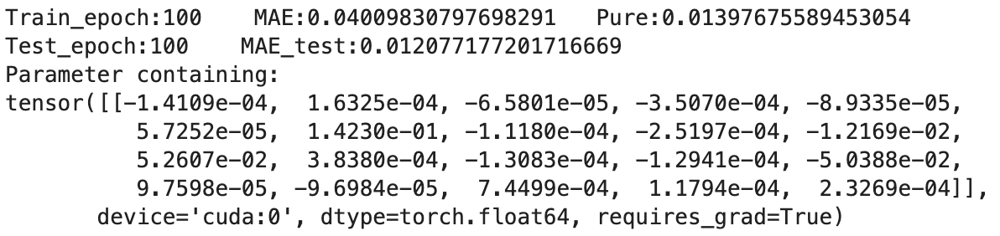 Train_epoch:100    MAE:0.04009830797698291   Pure:0.01397675589453054
Test_epoch:100    MAE_test:0.012077177201716669
Parameter containing:
tensor([[-1.4109e-04,  1.6325e-04, -6.5801e-05, -3.5070e-04, -8.9335e-05,
          5.7252e-05,  1.4230e-01, -1.1180e-04, -2.5197e-04, -1.2169e-02,
          5.2607e-02,  3.8380e-04, -1.3083e-04, -1.2941e-04, -5.0388e-02,
          9.7598e-05, -9.6984e-05,  7.4499e-04,  1.1794e-04,  2.3269e-04]],
       device='cuda:0', dtype=torch.float64, requires_grad=True)